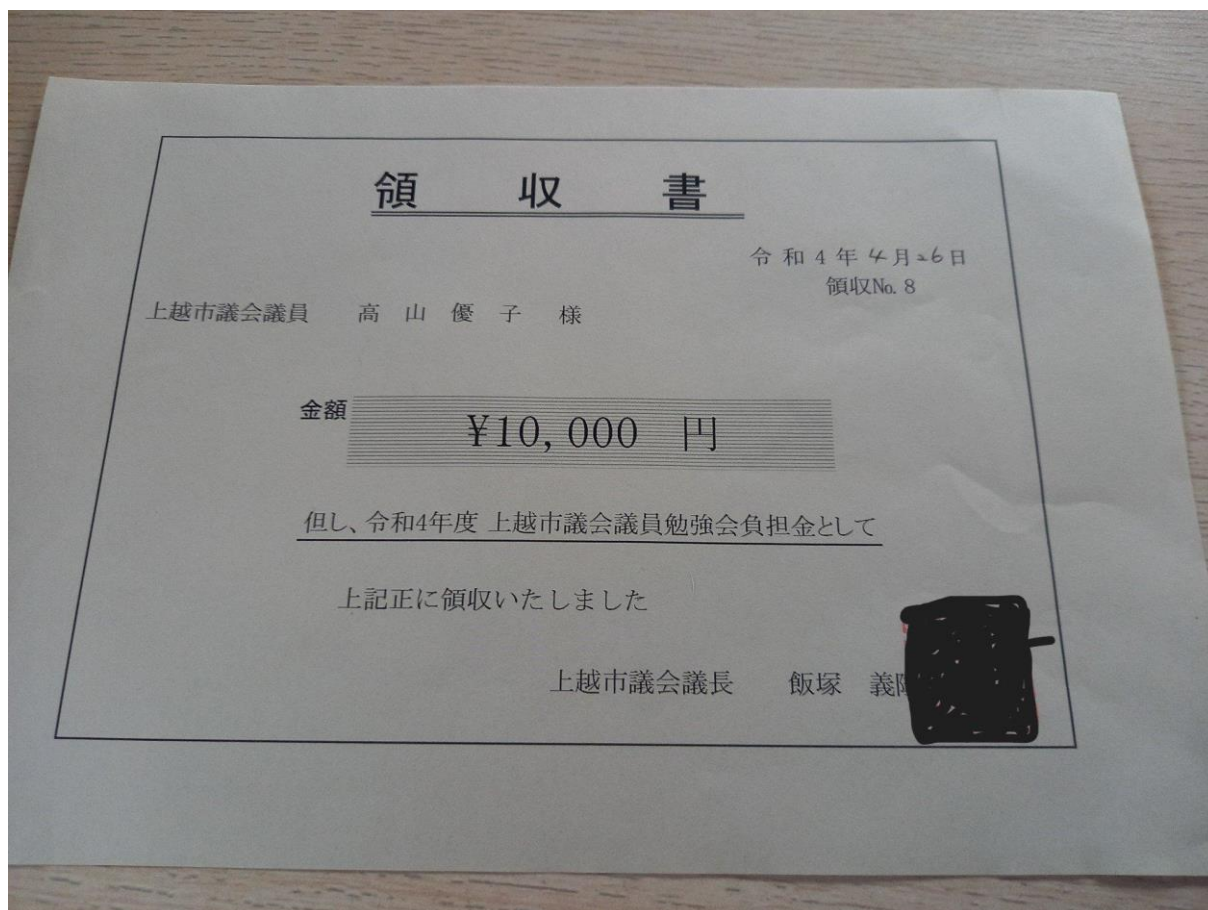 領　収　書
令和4年4月26日
領収No. 8
上越市議会議員　高山優子　様
金額　¥10,000　円
但し、令和4年度 上越市議会議員勉強会負担金として
上記正に領収いたしました
上越市議会議長　飯塚　義